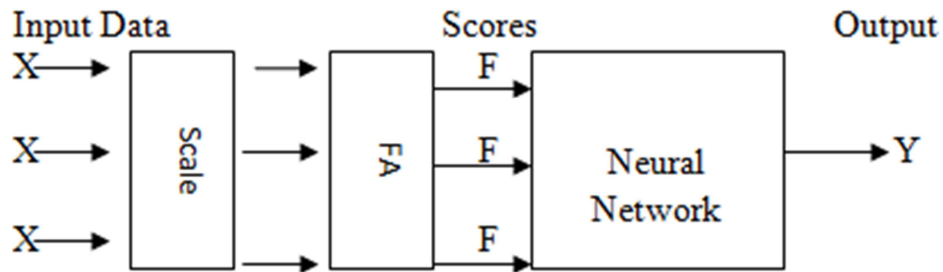 Input Data Scores Output
X F
X Scale FA F Neural Network Y
X F